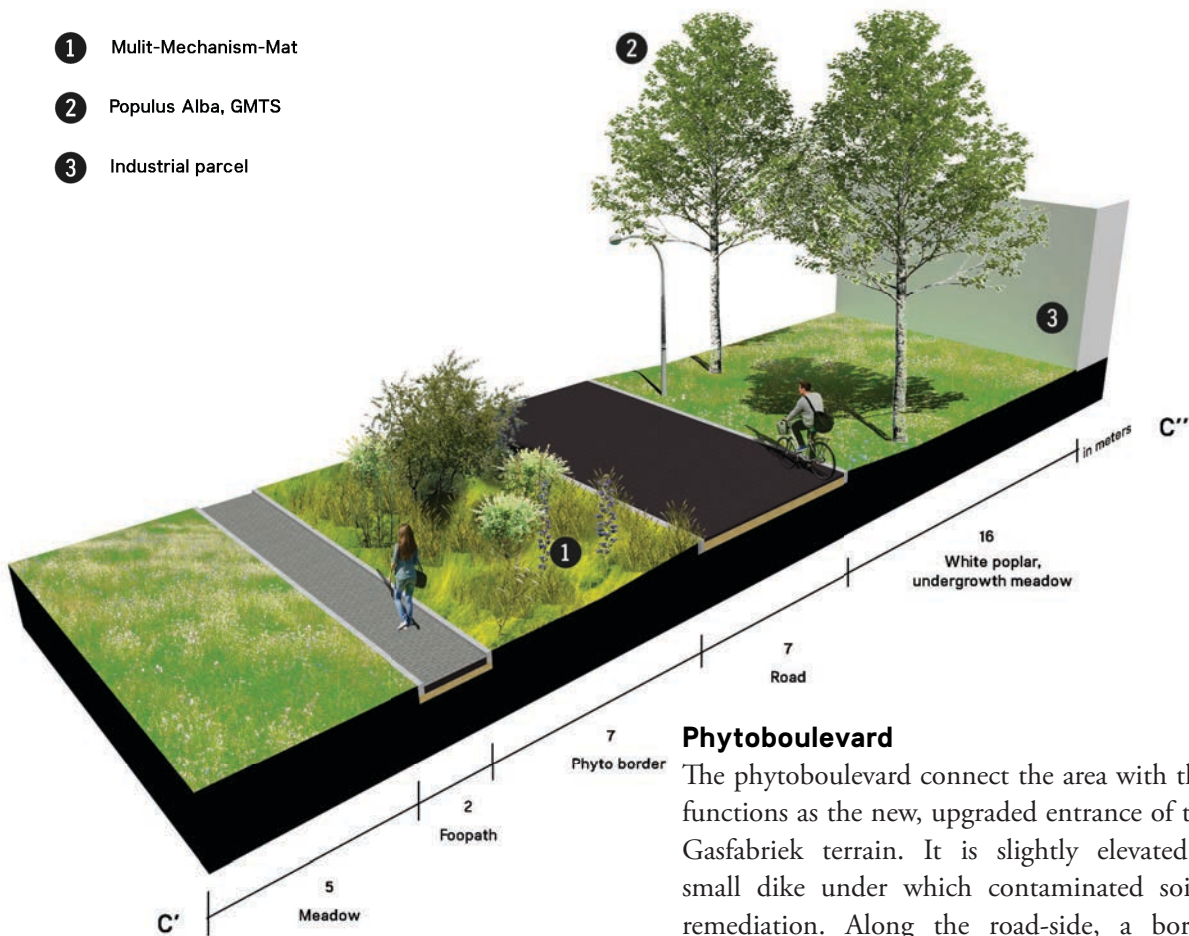 1 Mulit-Mechanism-Mat
2 Populus Alba, GMTS
3 Industrial parcel
2
3
1
C''
in meters
16
White poplar,
undergrowth meadow
7
Road
7
Phyto border
2
Foopath
5
Meadow
C'
Phytoboulevard
The phytoboulevard connect the area with th
functions as the new, upgraded entrance of t
Gasfabriek terrain. It is slightly elevated
small dike under which contaminated soi
remediation. Along the road-side, a bor